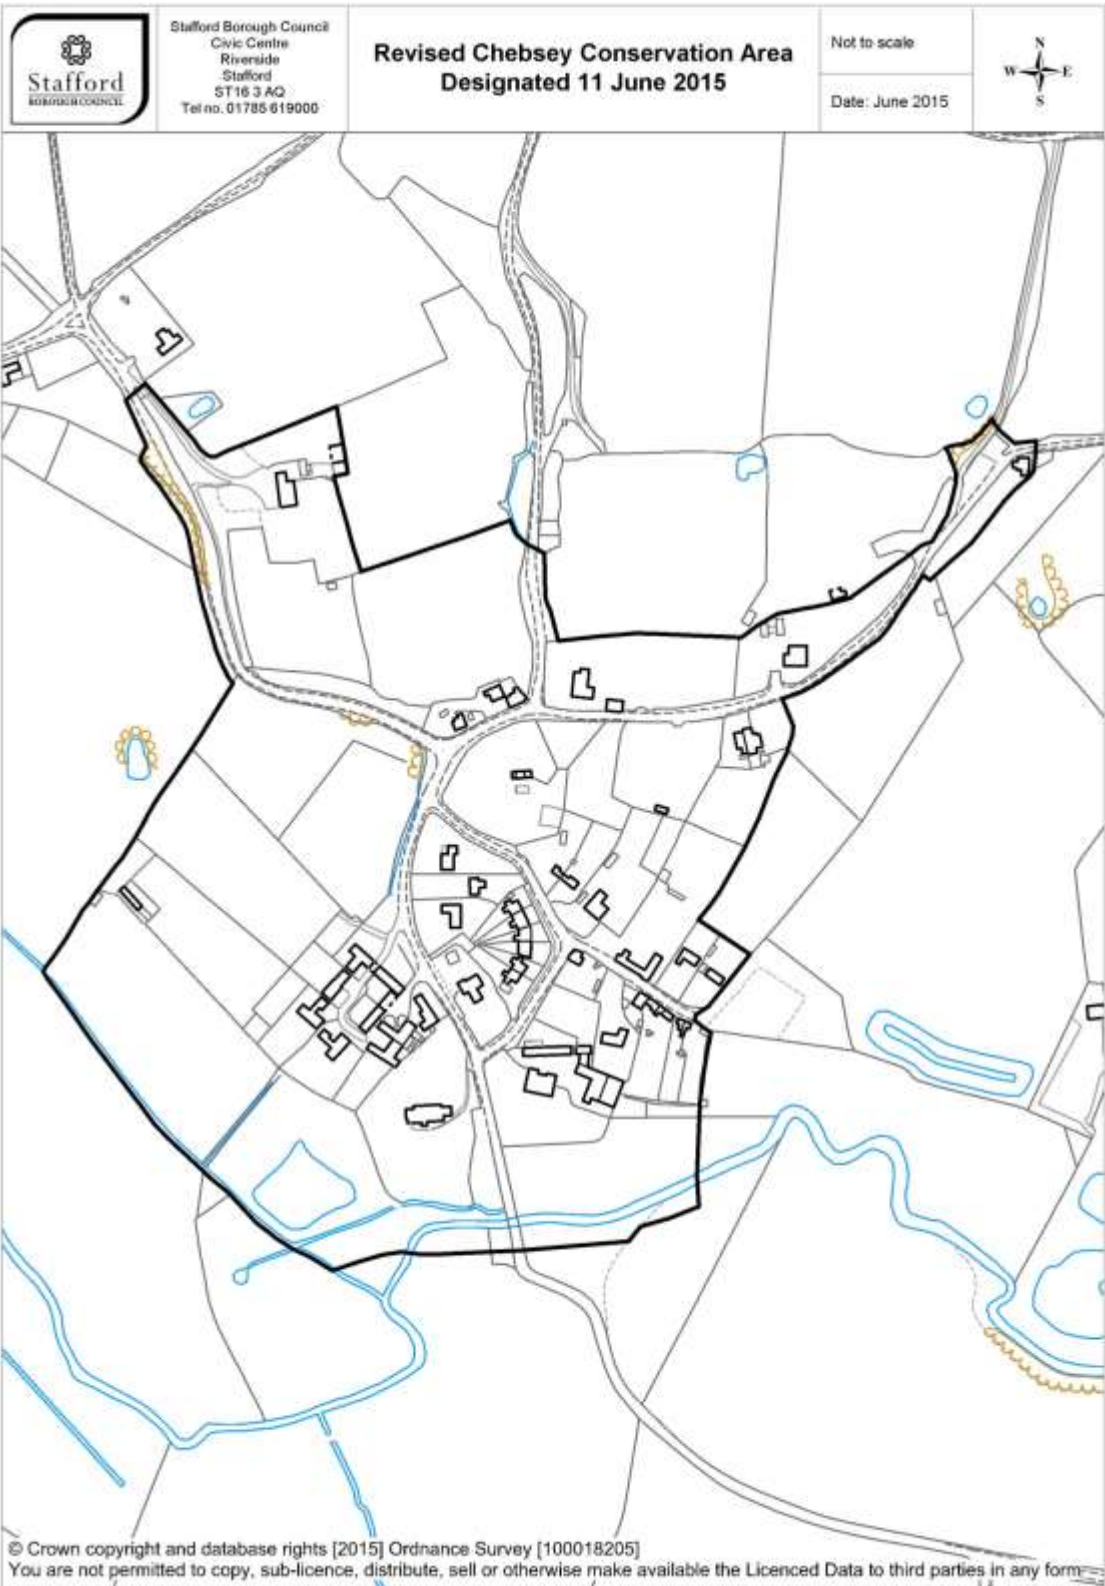 Stafford
BOROUGH COUNCIL
Stafford Borough Council
Civic Centre
Riverside
Stafford
ST16 3 AQ
Tel no. 01785 619000
Revised Chebsey Conservation Area
Designated 11 June 2015
Not to scale
Date: June 2015
N
W E
S
© Crown copyright and database rights [2015] Ordnance Survey [100018205]
You are not permitted to copy, sub-licence, distribute, sell or otherwise make available the Licenced Data to third parties in any form